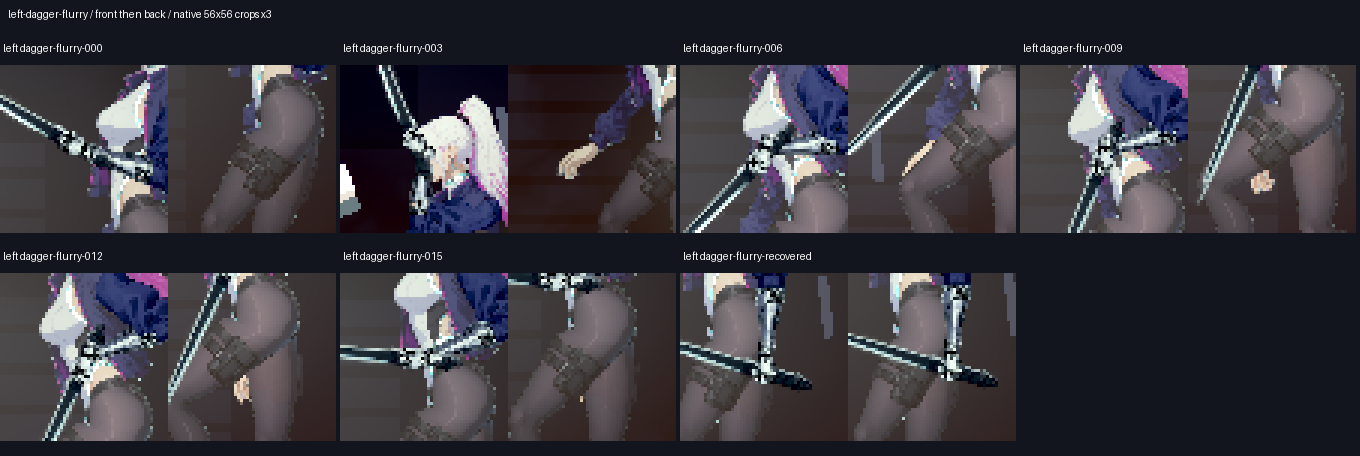 left-dagger-flurry / front then back / native 56x56 crops x3
left dagger-flurry-000
left dagger-flurry-003
left dagger-flurry-006
left dagger-flurry-009
left dagger-flurry-012
left dagger-flurry-015
left dagger-flurry-recovered